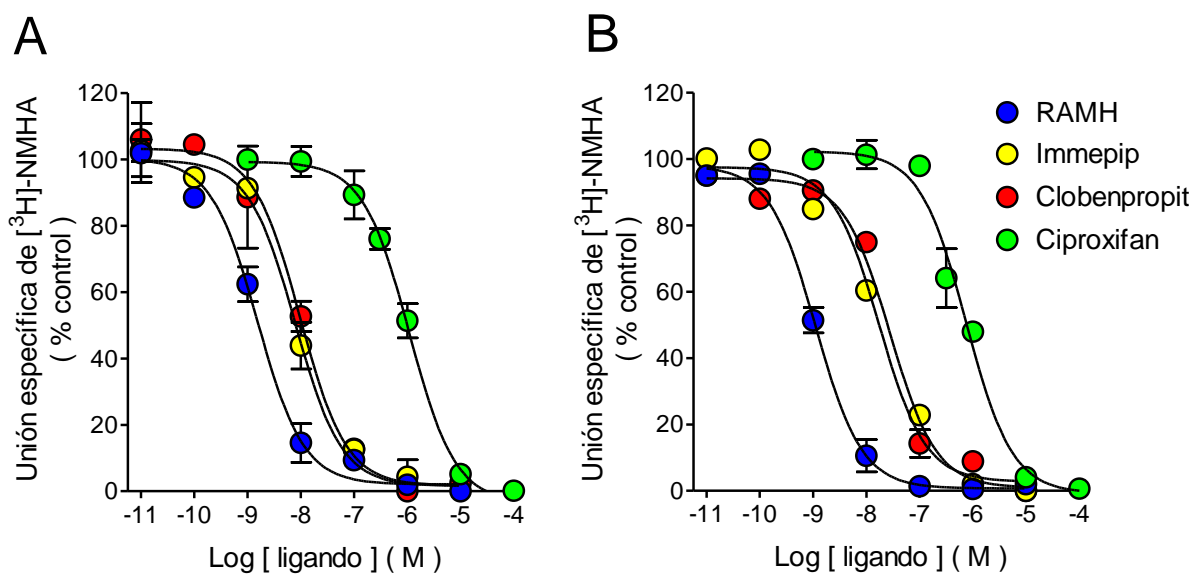 A
Unión específica de [³H]-NMHA
( % control)
120
100
80
60
40
20
0
-11 -10 -9 -8 -7 -6 -5 -4
Log [ ligando ] ( M )
B
Unión específica de [³H]-NMHA
( % control)
120
100
80
60
40
20
0
-11 -10 -9 -8 -7 -6 -5 -4
Log [ ligando ] ( M )
RAMH
Immepip
Clobenpropit
Ciproxifan